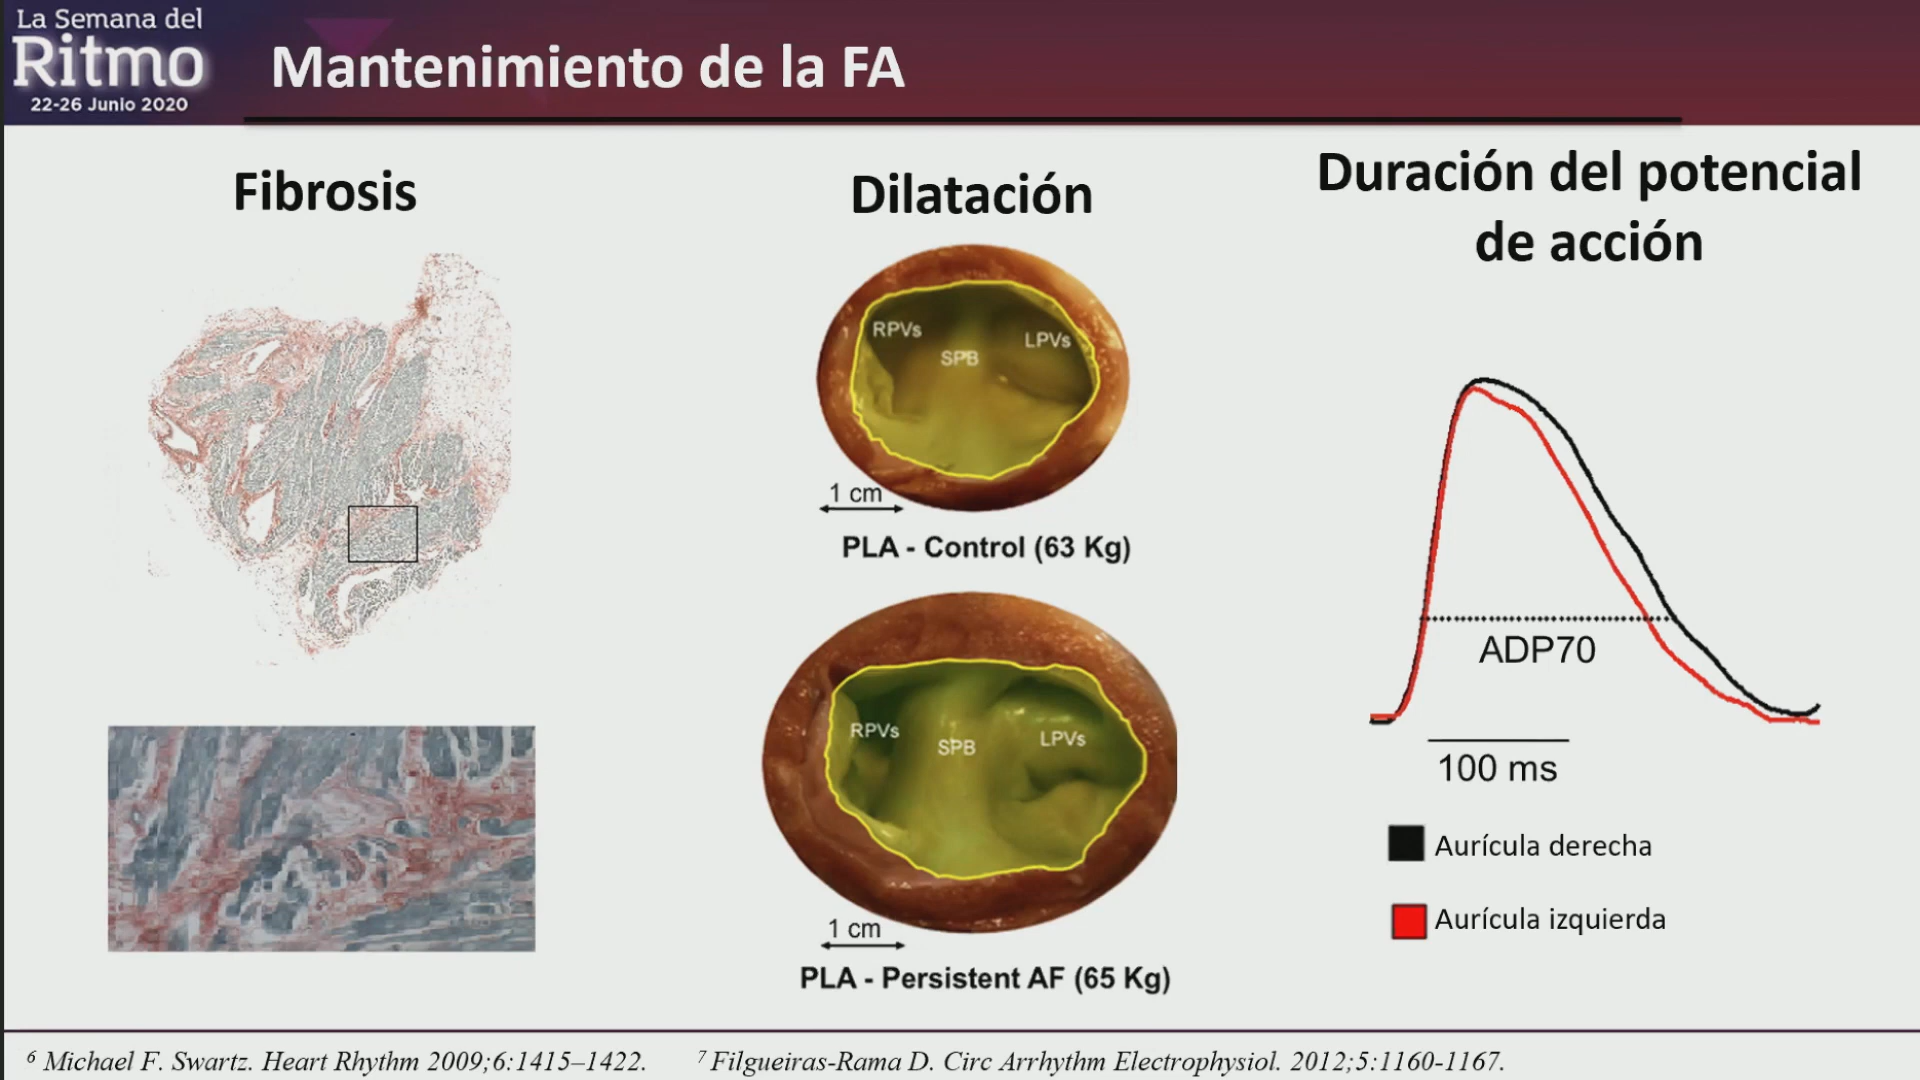 La Semana del
Ritmo
22-26 Junio 2020
Mantenimiento de la FA
Fibrosis
Dilatación
RPVs
LPVs
SPB
1 cm
PLA - Control (63 Kg)
RPVs
SPB
LPVs
1 cm
PLA - Persistent AF (65 Kg)
Duración del potencial
de acción
ADP70
100 ms
Aurícula derecha
Aurícula izquierda
⁶ Michael F. Swartz. Heart Rhythm 2009;6:1415–1422.
⁷ Filgueiras-Rama D. Circ Arrhythm Electrophysiol. 2012;5:1160-1167.